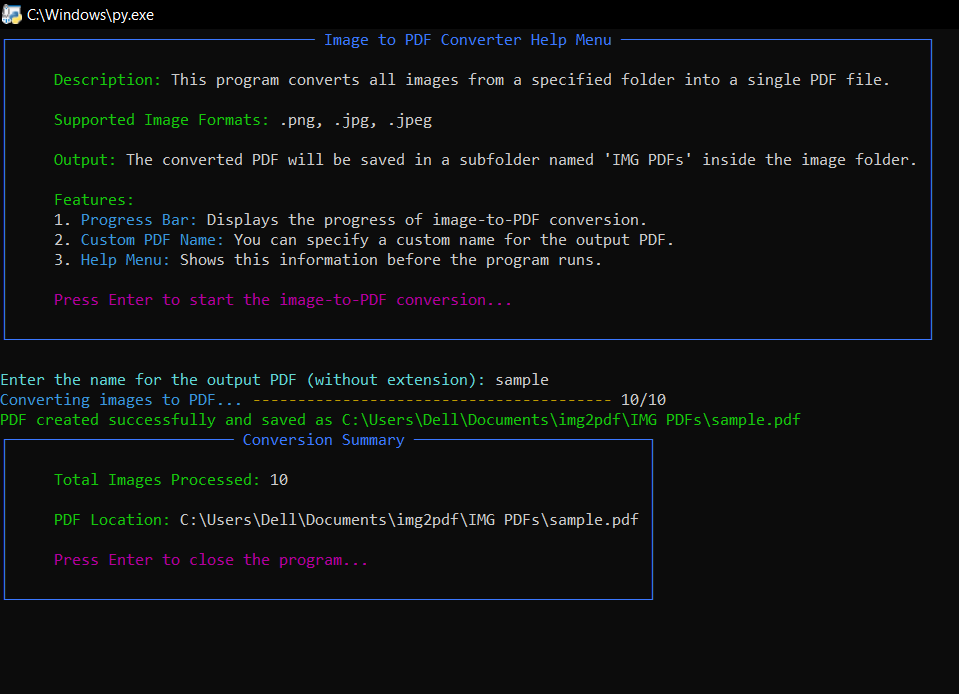 C:\Windows\py.exe
Image to PDF Converter Help Menu
Description: This program converts all images from a specified folder into a single PDF file.
Supported Image Formats: .png, .jpg, .jpeg
Output: The converted PDF will be saved in a subfolder named 'IMG PDFs' inside the image folder.
Features:
1. Progress Bar: Displays the progress of image-to-PDF conversion.
2. Custom PDF Name: You can specify a custom name for the output PDF.
3. Help Menu: Shows this information before the program runs.
Press Enter to start the image-to-PDF conversion...
Enter the name for the output PDF (without extension): sample
Converting images to PDF... ---------------------------------------- 10/10
PDF created successfully and saved as C:\Users\Dell\Documents\img2pdf\IMG PDFs\sample.pdf
Conversion Summary
Total Images Processed: 10
PDF Location: C:\Users\Dell\Documents\img2pdf\IMG PDFs\sample.pdf
Press Enter to close the program...